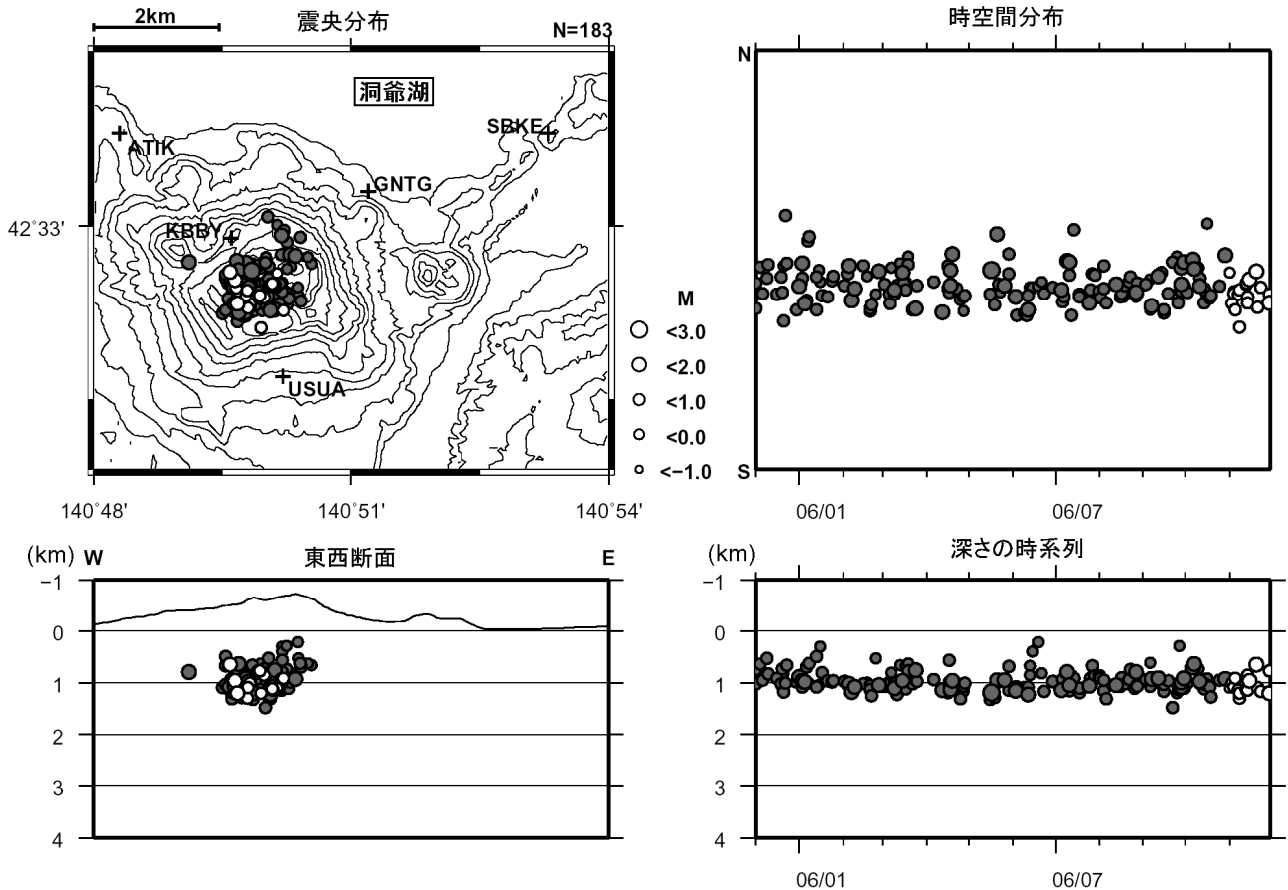 2km
震央分布
N=183
洞爺湖
ATIK
SBKE
GNTG
KBBY
USUA
42˚33'
140˚48'
140˚51'
140˚54'
M
<3.0
<2.0
<1.0
<0.0
<−1.0
時空間分布
N
S
06/01
06/07
(km)
W
東西断面
E
−1
0
1
2
3
4
(km)
深さの時系列
−1
0
1
2
3
4
06/01
06/07